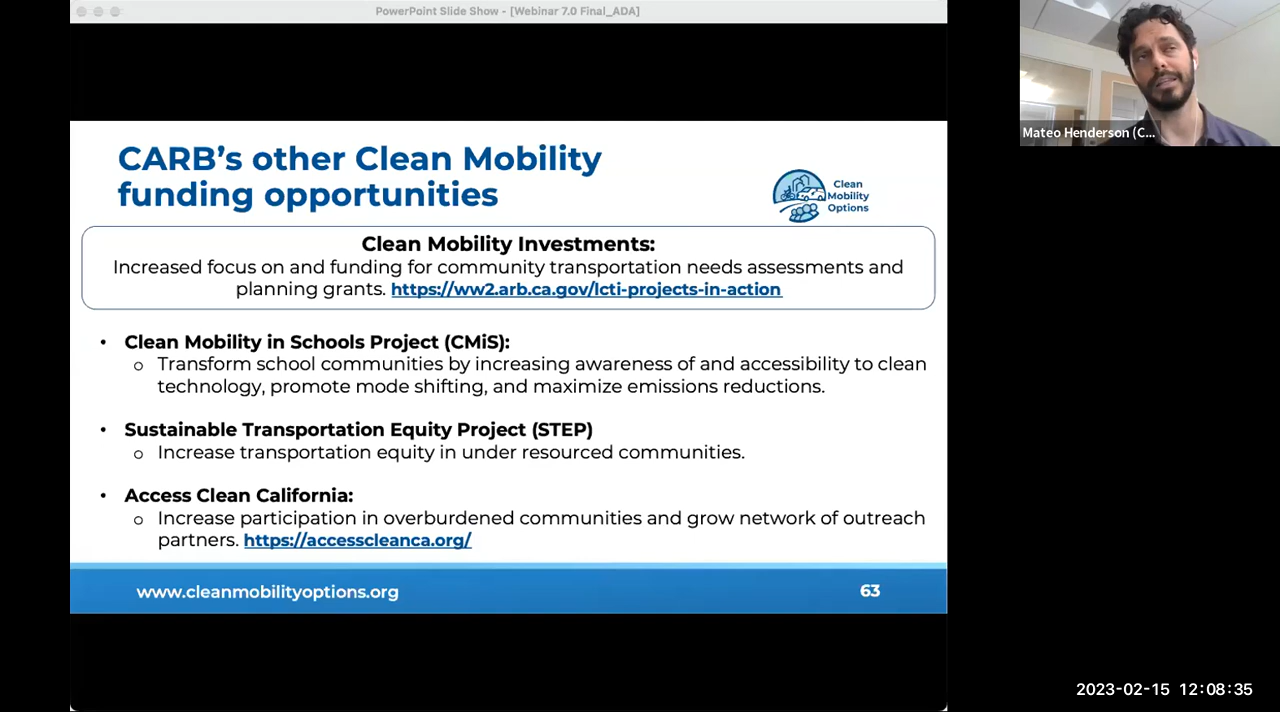 PowerPoint Slide Show - [Webinar 7.0 Final_ADA]
Mateo Henderson (C...
CARB’s other Clean Mobility
funding opportunities
Clean
Mobility
Options
Clean Mobility Investments:
Increased focus on and funding for community transportation needs assessments and
planning grants. https://ww2.arb.ca.gov/lcti-projects-in-action
• Clean Mobility in Schools Project (CMiS):
o Transform school communities by increasing awareness of and accessibility to clean
technology, promote mode shifting, and maximize emissions reductions.
• Sustainable Transportation Equity Project (STEP)
o Increase transportation equity in under resourced communities.
• Access Clean California:
o Increase participation in overburdened communities and grow network of outreach
partners. https://accesscleanca.org/
www.cleanmobilityoptions.org
63
2023-02-15 12:08:35